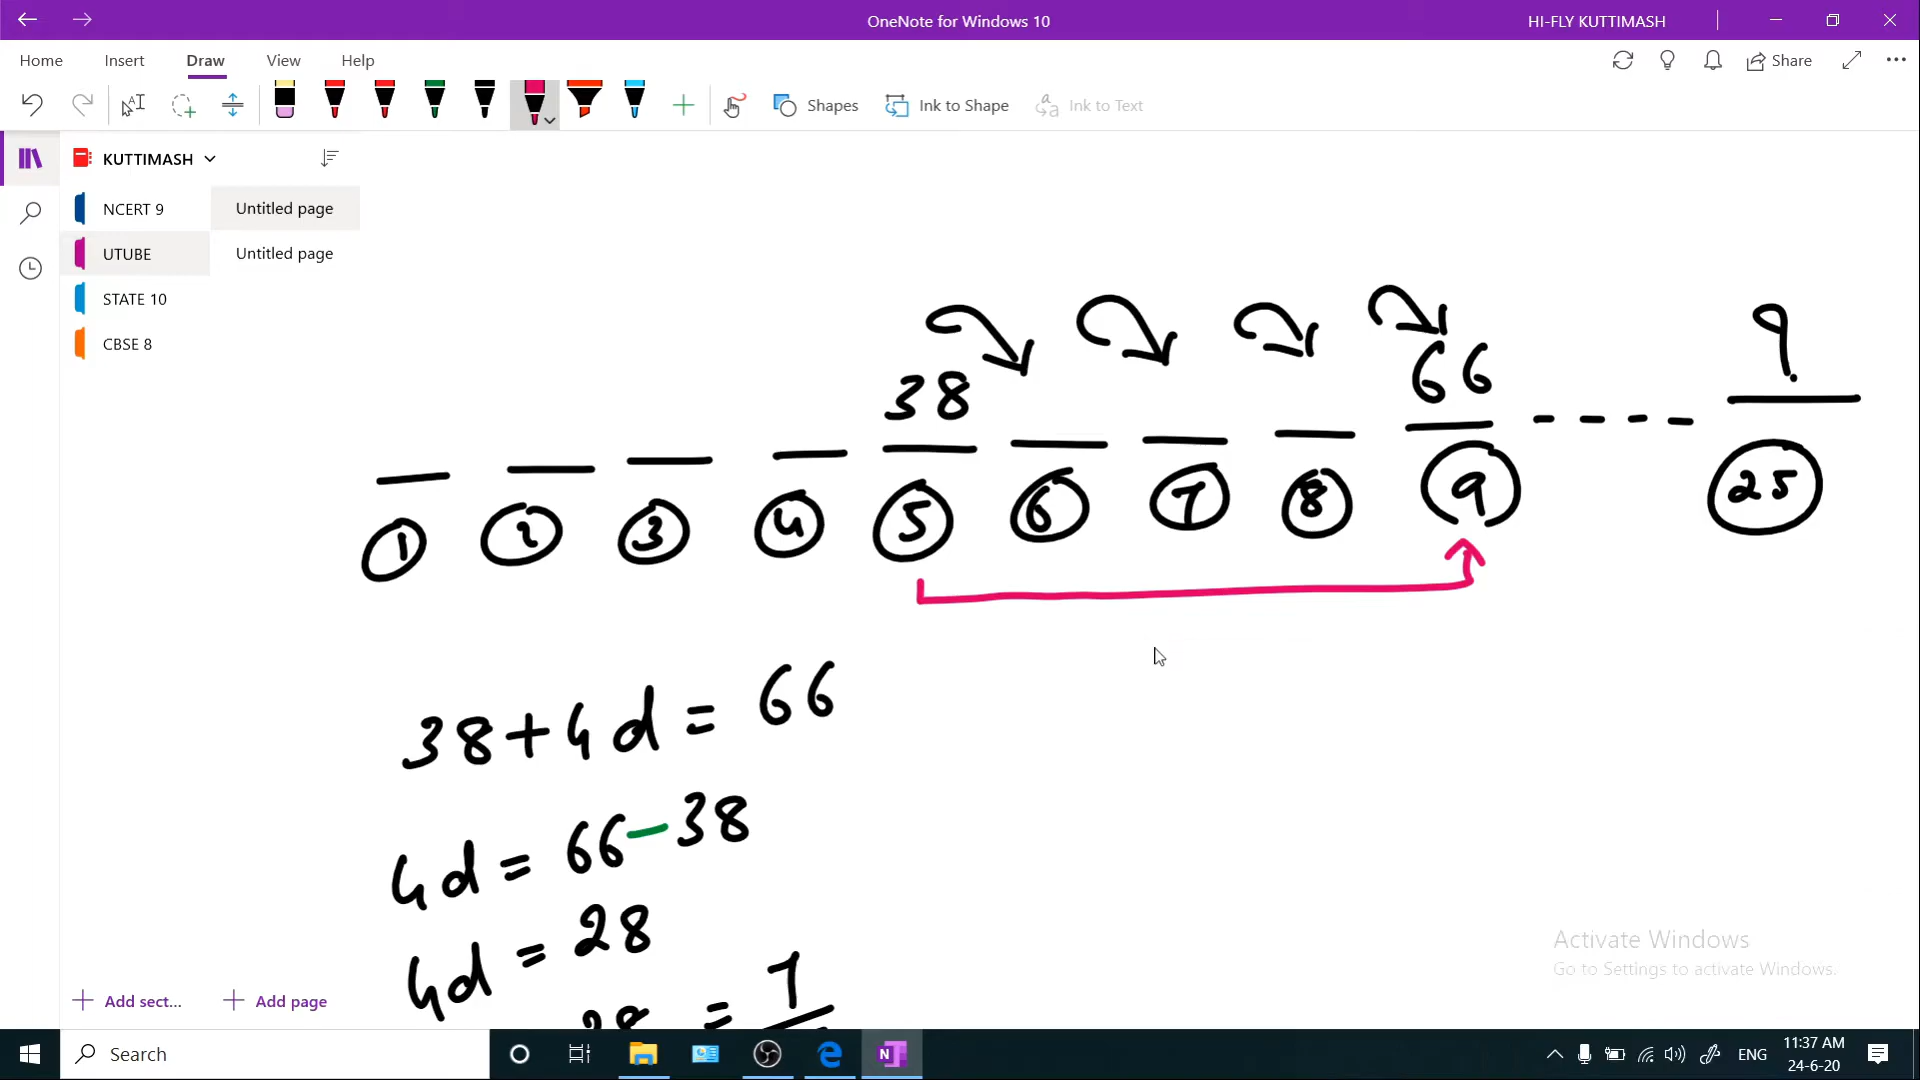 OneNote for Windows 10
HI-FLY KUTTIMASH
Home Insert Draw View Help
Share
Shapes Ink to Shape Ink to Text
KUTTIMASH
NCERT 9
UTUBE
STATE 10
CBSE 8
Untitled page
Untitled page
38 66 ?
1 2 3 4 5 6 7 8 9 25
38+4d = 66
4d = 66-38
4d = 28
28 = 7
Activate Windows
Go to Settings to activate Windows.
Add sect... Add page
Search
ENG
11:37 AM
24-6-20